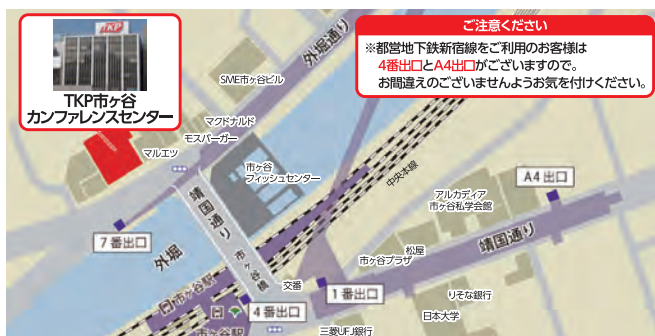 TKP
TKP市ヶ谷
カンファレンスセンター
ご注意ください
※都営地下鉄新宿線をご利用のお客様は
4番出口とA4出口がございますので。
お間違えのございませんようお気を付けください。
外堀通り
SME市ヶ谷ビル
マクドナルド
モスバーガー
マルエツ
市ヶ谷
フィッシュセンター
中央本線
アルカディア
市ヶ谷私学会館
A4 出口
靖国通り
7 番出口
外堀
市ヶ谷橋
松屋
市ヶ谷プラザ
靖国通り
交番
1 番出口
市ヶ谷駅
4 番出口
りそな銀行
日本大学
三菱UFJ銀行
市ヶ谷駅